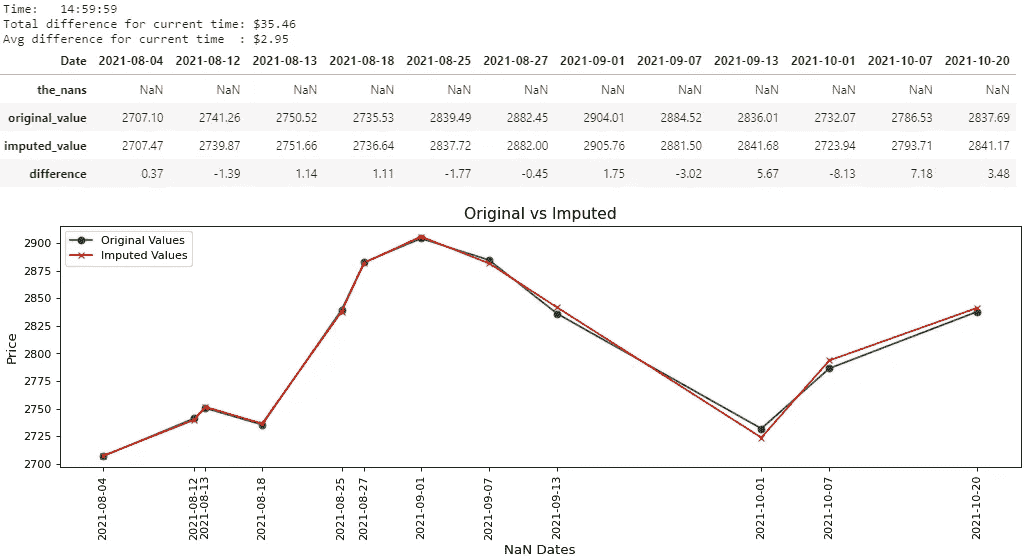 Time:   14:59:59
Total difference for current time: $35.46
Avg difference for current time  : $2.95
Date 2021-08-04 2021-08-12 2021-08-13 2021-08-18 2021-08-25 2021-08-27 2021-09-01 2021-09-07 2021-09-13 2021-10-01 2021-10-07 2021-10-20
the_nans NaN NaN NaN NaN NaN NaN NaN NaN NaN NaN NaN NaN
original_value 2707.10 2741.26 2750.52 2735.53 2839.49 2882.45 2904.01 2884.52 2836.01 2732.07 2786.53 2837.69
imputed_value 2707.47 2739.87 2751.66 2736.64 2837.72 2882.00 2905.76 2881.50 2841.68 2723.94 2793.71 2841.17
difference 0.37 -1.39 1.14 1.11 -1.77 -0.45 1.75 -3.02 5.67 -8.13 7.18 3.48
Original vs Imputed
Original Values
Imputed Values
2900
2875
2850
2825
2800
2775
2750
2725
2700
Price
2021-08-04
2021-08-12
2021-08-13
2021-08-18
2021-08-25
2021-08-27
2021-09-01
2021-09-07
2021-09-13
2021-10-01
2021-10-07
2021-10-20
NaN Dates